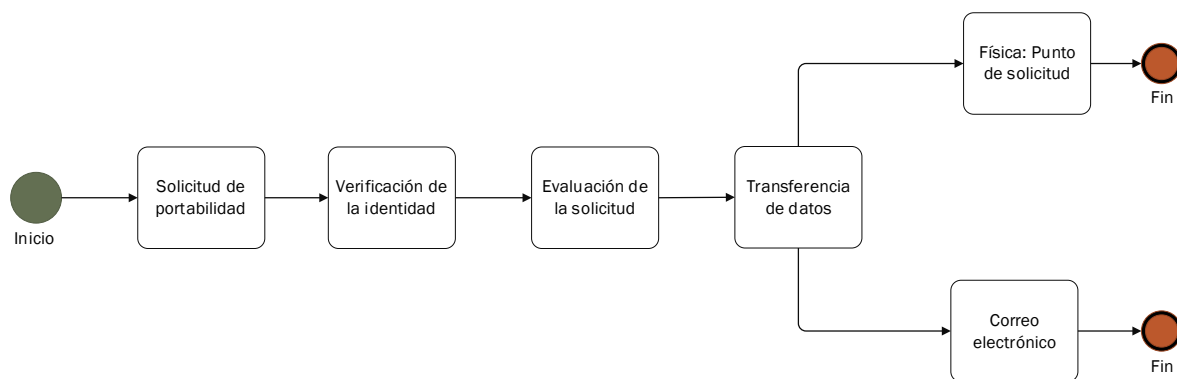 Física: Punto
de solicitud
Fin
Solicitud de
portabilidad
Verificación de
la identidad
Evaluación de
la solicitud
Transferencia
de datos
Inicio
Correo
electrónico
Fin